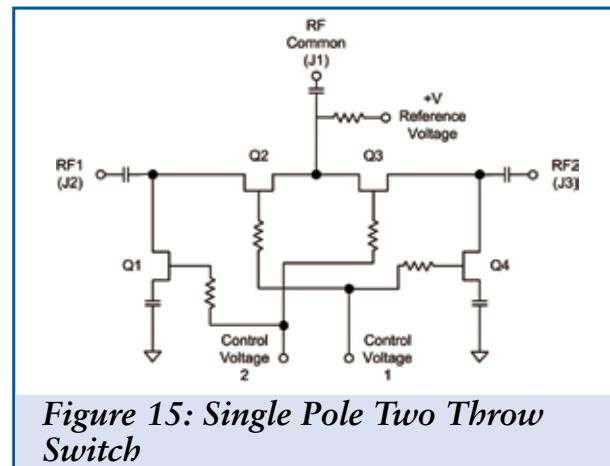 RF
Common
(J1)
+V
Reference
Voltage
Q2
Q3
RF1
(J2)
RF2
(J3)
Q1
Q4
Control
Voltage
2
Control
Voltage
1
Figure 15: Single Pole Two Throw
Switch